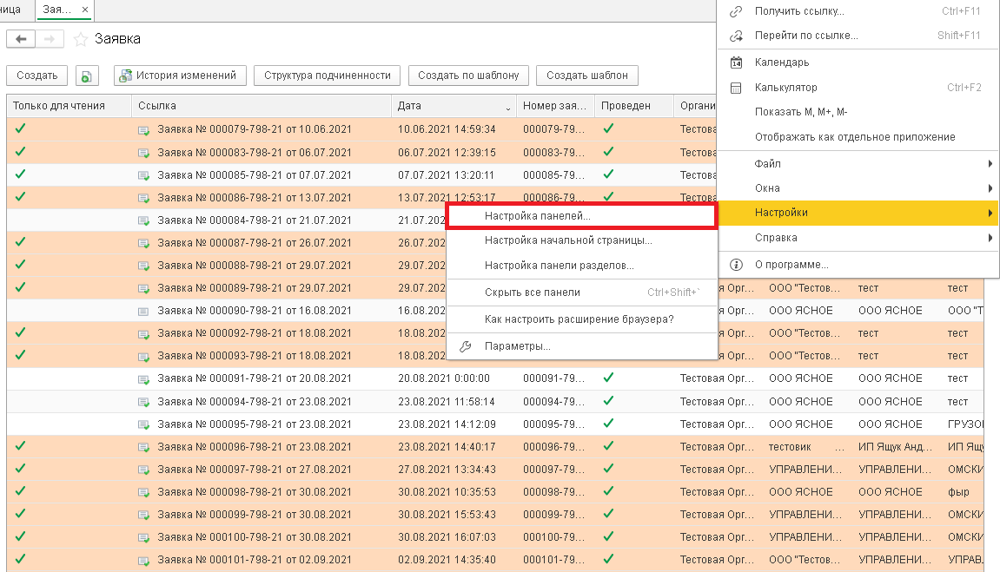 ница Зая... ×
Заявка
Создать История изменений Структура подчиненности Создать по шаблону Создать шаблон
Только для чтения Ссылка Дата Номер зая... Проведен Органи
Заявка № 000079-798-21 от 10.06.2021 10.06.2021 14:59:34 000079-79... Тестова
Заявка № 000083-798-21 от 06.07.2021 06.07.2021 12:39:15 000083-79... Тестова
Заявка № 000085-798-21 от 07.07.2021 07.07.2021 13:20:11 000085-79... Тестова
Заявка № 000086-798-21 от 13.07.2021 13.07.2021 12:53:17 000086-79... Тестова
Заявка № 000084-798-21 от 21.07.2021 21.07.202
Заявка № 000087-798-21 от 26.07.2021 26.07.202
Заявка № 000088-798-21 от 29.07.2021 29.07.202
Заявка № 000089-798-21 от 29.07.2021 29.07.202 я Орг... ООО "Тестов... тест тест
Заявка № 000090-798-21 от 16.08.2021 16.08.202 я Орг... ООО ЯСНОЕ ООО ЯСНОЕ ООО "Т
Заявка № 000092-798-21 от 18.08.2021 18.08.202 я Орг... ООО "Тестов... тест тест
Заявка № 000093-798-21 от 18.08.2021 18.08.202 я Орг... ООО "Тестов... тест тест
Заявка № 000091-798-21 от 20.08.2021 20.08.2021 0:00:00 000091-79... Тестовая Орг... ООО ЯСНОЕ ООО ЯСНОЕ тест
Заявка № 000094-798-21 от 23.08.2021 23.08.2021 11:58:14 000094-79... Тестовая Орг... ООО ЯСНОЕ ООО ЯСНОЕ тест
Заявка № 000095-798-21 от 23.08.2021 23.08.2021 14:12:09 000095-79... Тестовая Орг... ООО ЯСНОЕ ООО ЯСНОЕ ГРУЗО
Заявка № 000096-798-21 от 23.08.2021 23.08.2021 14:40:17 000096-79... Тестовая Орг... тестовик ... ИП Ящук Анд... ИП Ящу
Заявка № 000097-798-21 от 27.08.2021 27.08.2021 13:34:43 000097-79... Тестовая Орг... УПРАВЛЕНИ... УПРАВЛЕНИ... ОМСКИ
Заявка № 000098-798-21 от 30.08.2021 30.08.2021 10:35:53 000098-79... Тестовая Орг... ООО ЯСНОЕ ООО ЯСНОЕ фыр
Заявка № 000099-798-21 от 30.08.2021 30.08.2021 15:53:43 000099-79... Тестовая Орг... УПРАВЛЕНИ... УПРАВЛЕНИ... ОМСКИ
Заявка № 000100-798-21 от 30.08.2021 30.08.2021 16:07:03 000100-79... Тестовая Орг... УПРАВЛЕНИ... УПРАВЛЕНИ... ОМСКИ
Заявка № 000101-798-21 от 02.09.2021 02.09.2021 14:35:40 000101-79... Тестовая Орг... ООО "Тестов... УПРАВЛЕНИ... УПРАВ.
Получить ссылку... Ctrl+F11
Перейти по ссылке... Shift+F11
14 Календарь
Калькулятор Ctrl+F2
Показать M, M+, M-
Отображать как отдельное приложение
Файл
Окна
Настройки
Справка
О программе...
Настройка панелей...
Настройка начальной страницы...
Настройка панели разделов...
Скрыть все панели Ctrl+Shift+`
Как настроить расширение браузера?
Параметры...